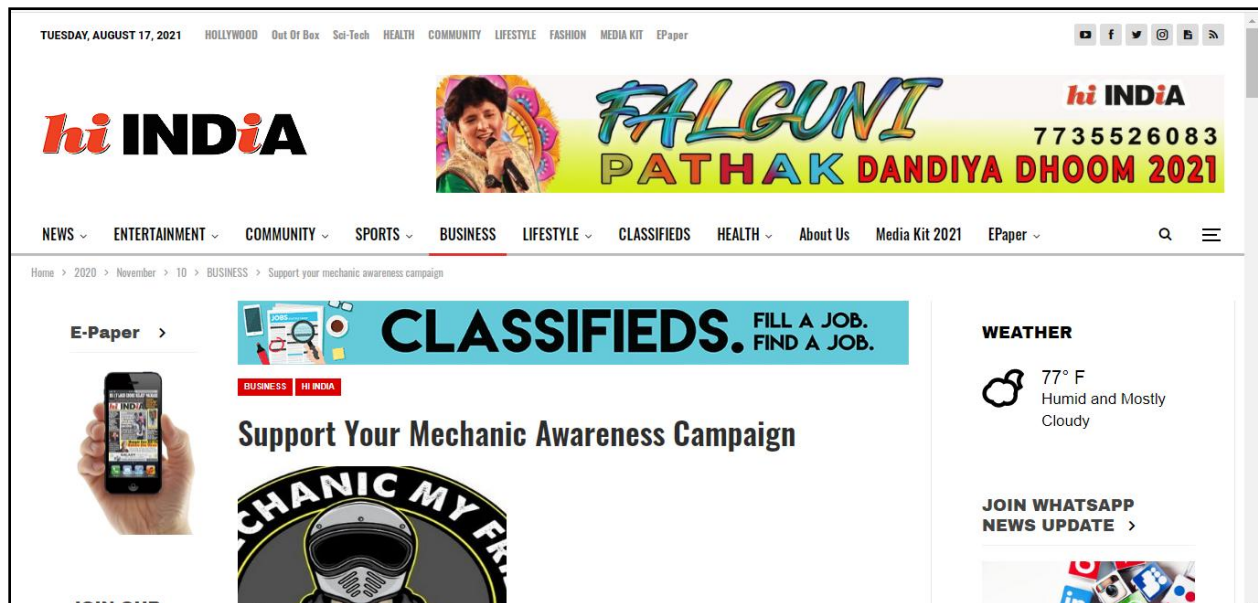 TUESDAY, AUGUST 17, 2021 HOLLYWOOD Out Of Box Sci-Tech HEALTH COMMUNITY LIFESTYLE FASHION MEDIA KIT EPaper
hi INDiA
FALGUNI
PATHAK DANDIYA DHOOM 2021
hi INDiA
7735526083
NEWS ENTERTAINMENT COMMUNITY SPORTS BUSINESS LIFESTYLE CLASSIFIEDS HEALTH About Us Media Kit 2021 EPaper
Home > 2020 > November > 10 > BUSINESS > Support your mechanic awareness campaign
E-Paper >
JOBS
CLASSIFIEDS. FILL A JOB.
FIND A JOB.
BUSINESS HI INDIA
Support Your Mechanic Awareness Campaign
CHANIC MY FR
WEATHER
77° F
Humid and Mostly
Cloudy
JOIN WHATSAPP
NEWS UPDATE >
JOIN OUR